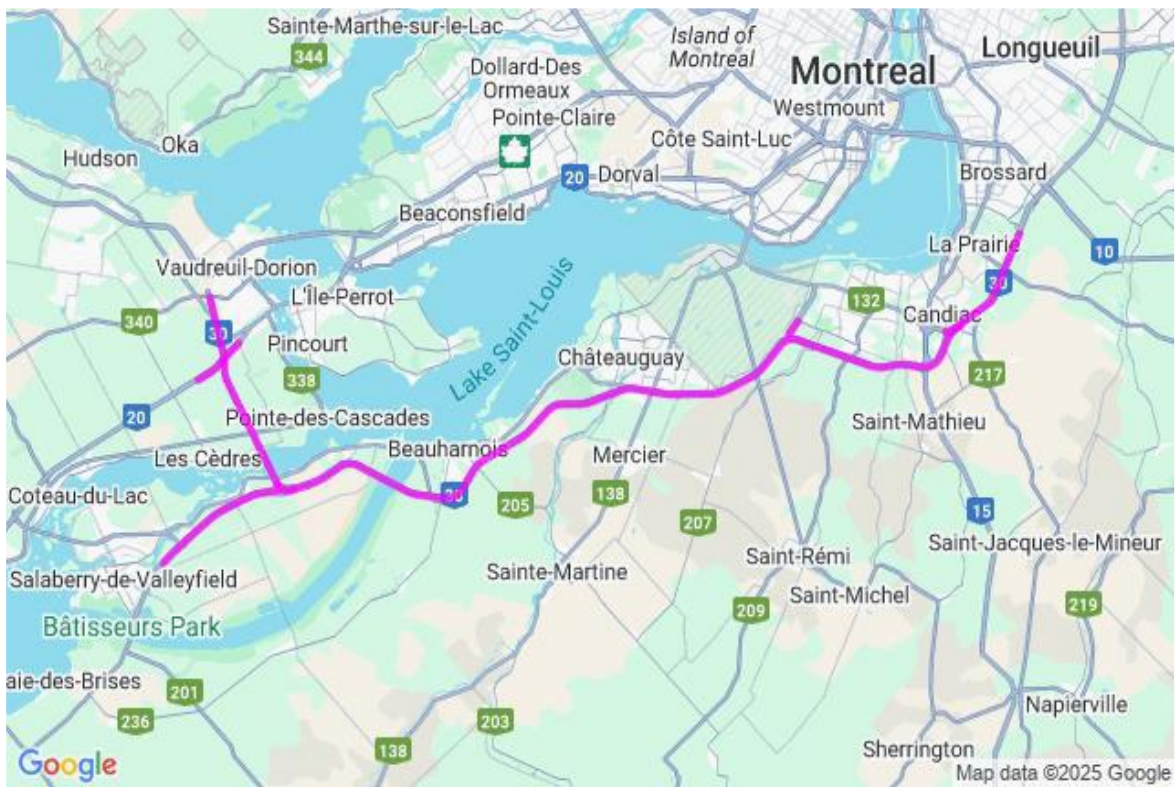 Sainte-Marthe-sur-le-Lac
Island of
Montreal
Longueuil
344
Dollard-Des
Ormeaux
Montreal
Pointe-Claire
Westmount
Oka
Côte Saint-Luc
Hudson
20
Dorval
Brossard
Beaconsfield
La Prairie
10
Vaudreuil-Dorion
L'Île-Perrot
30
132
340
30
Candiac
Pincourt
Lake Saint-Louis
Châteauguay
338
217
20
Pointe-des-Cascades
Saint-Mathieu
Les Cèdres
Beauharnois
Mercier
Coteau-du-Lac
30
205
138
207
15
Saint-Rémi
Saint-Jacques-le-Mineur
Salaberry-de-Valleyfield
Sainte-Martine
Saint-Michel
209
219
Bâtisseurs Park
aie-des-Brises
201
Napierville
236
203
138
Sherrington
Google
Map data ©2025 Google